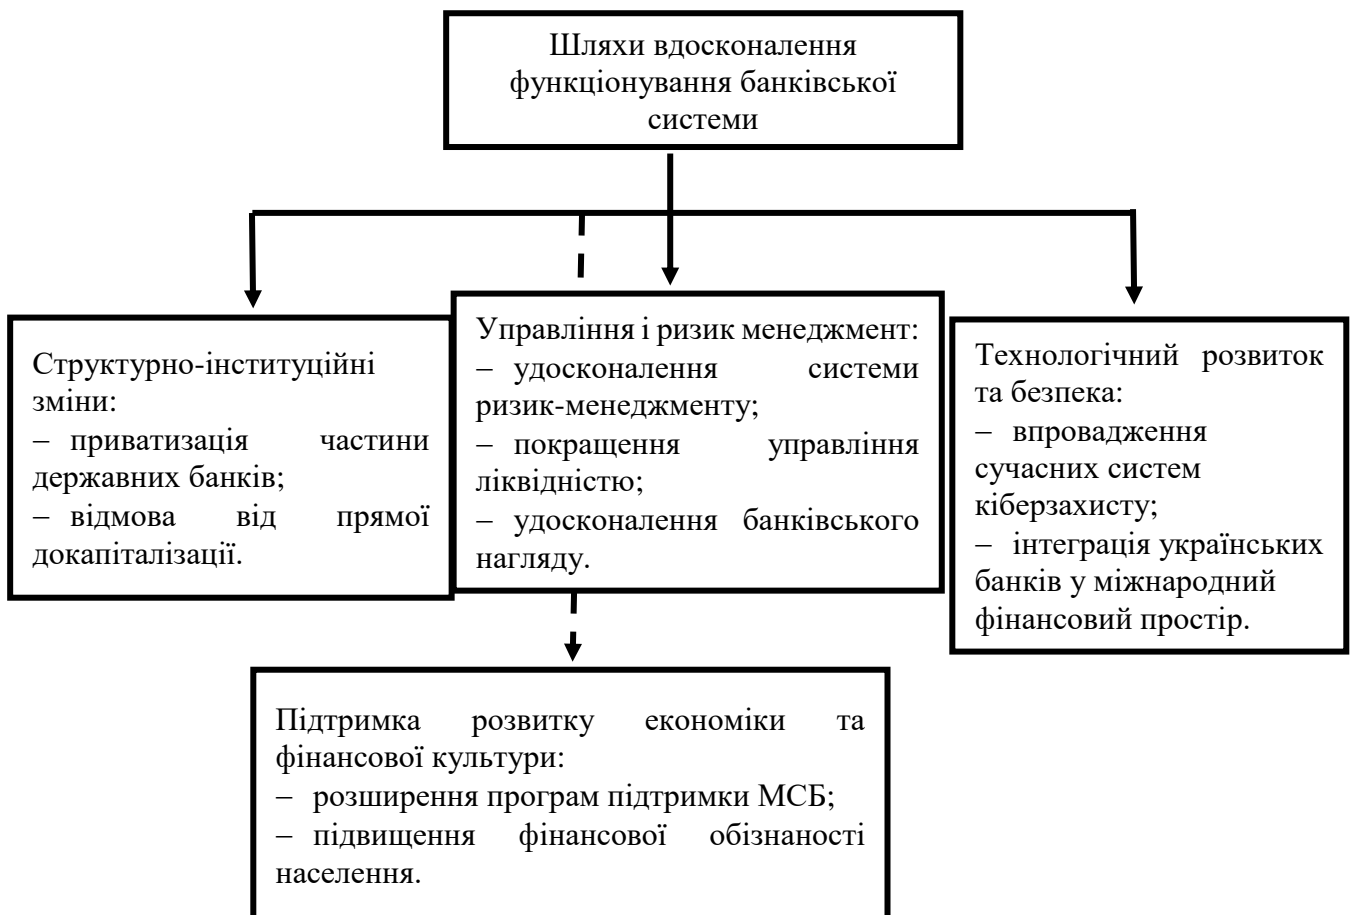 Шляхи вдосконалення
функціонування банківської
системи
Структурно-інституційні
зміни:
– приватизація частини
державних банків;
– відмова від прямої
докапіталізації.
Управління і ризик менеджмент:
– удосконалення системи
ризик-менеджменту;
– покращення управління
ліквідністю;
– удосконалення банківського
нагляду.
Технологічний розвиток
та безпека:
– впровадження
сучасних систем
кіберзахисту;
– інтеграція українських
банків у міжнародний
фінансовий простір.
Підтримка розвитку економіки та
фінансової культури:
– розширення програм підтримки МСБ;
– підвищення фінансової обізнаності
населення.